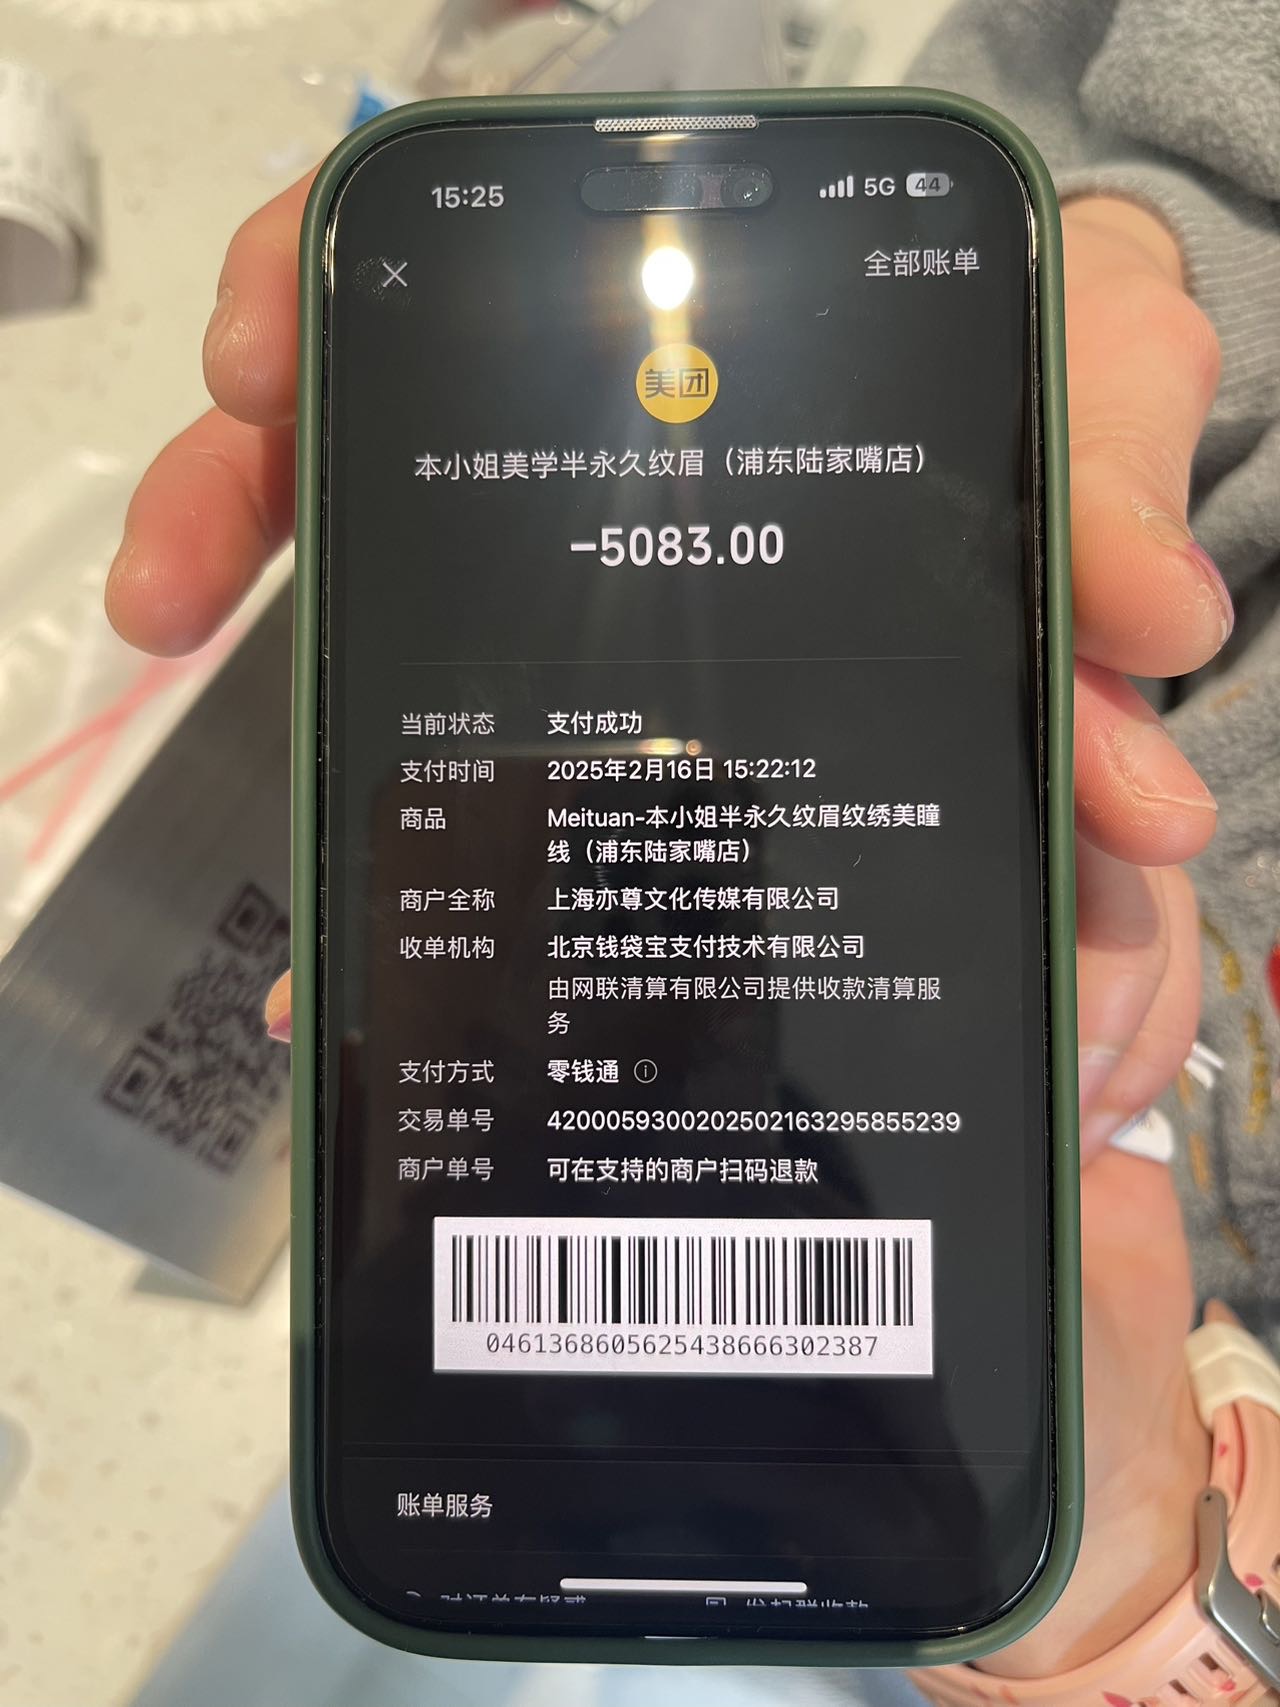 15:25
5G 44
全部账单
美团
本小姐美学半永久纹眉（浦东陆家嘴店）
-5083.00
当前状态 支付成功
支付时间 2025年2月16日 15:22:12
商品 Meituan-本小姐半永久纹眉纹绣美瞳
线（浦东陆家嘴店）
商户全称 上海亦尊文化传媒有限公司
收单机构 北京钱袋宝支付技术有限公司
由网联清算有限公司提供收款清算服
务
支付方式 零钱通
交易单号 4200059300202502163295855239
商户单号 可在支持的商户扫码退款
0461368605625438666302387
账单服务